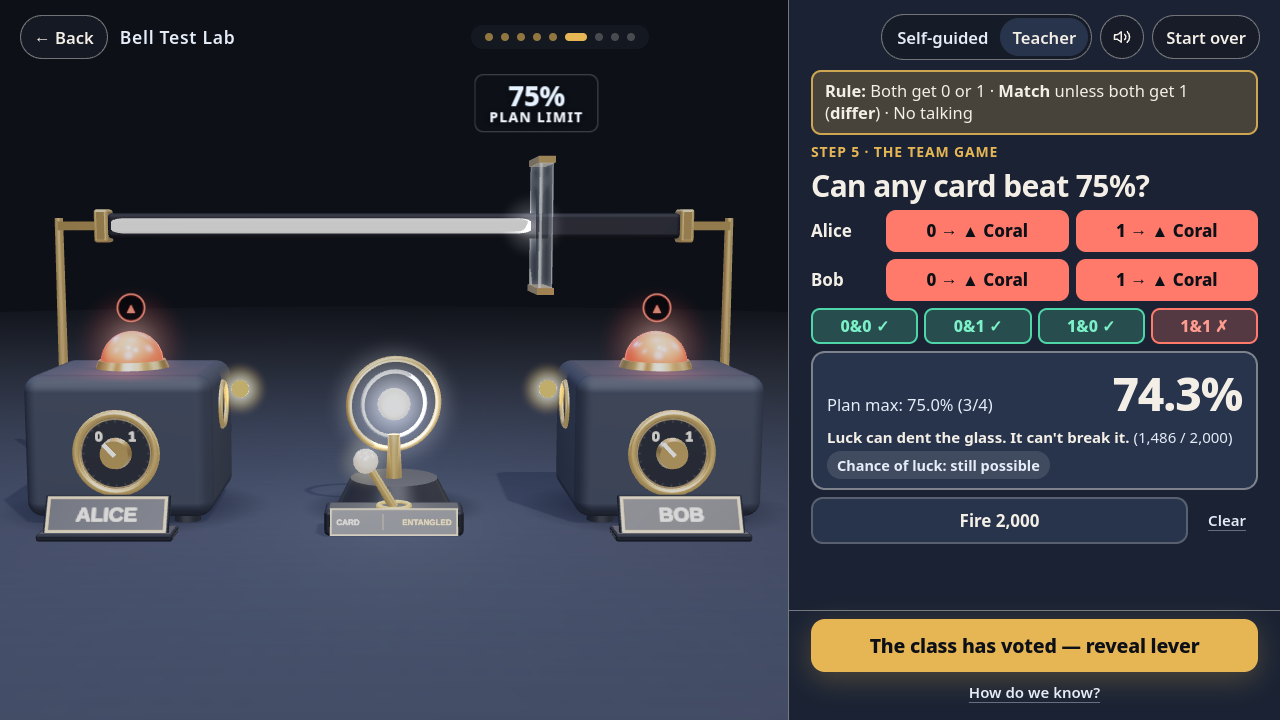 ← Back
Bell Test Lab
75%
PLAN LIMIT
0 1
0 1
ALICE
CARD
ENTANGLED
BOB
Self-guided
Teacher
Start over
Rule: Both get 0 or 1 · Match unless both get 1
(differ) · No talking
STEP 5 · THE TEAM GAME
Can any card beat 75%?
Alice
0 → ▲ Coral
1 → ▲ Coral
Bob
0 → ▲ Coral
1 → ▲ Coral
0&0 ✓
0&1 ✓
1&0 ✓
1&1 ✗
Plan max: 75.0% (3/4)
74.3%
Luck can dent the glass. It can't break it. (1,486 / 2,000)
Chance of luck: still possible
Fire 2,000
Clear
The class has voted — reveal lever
How do we know?